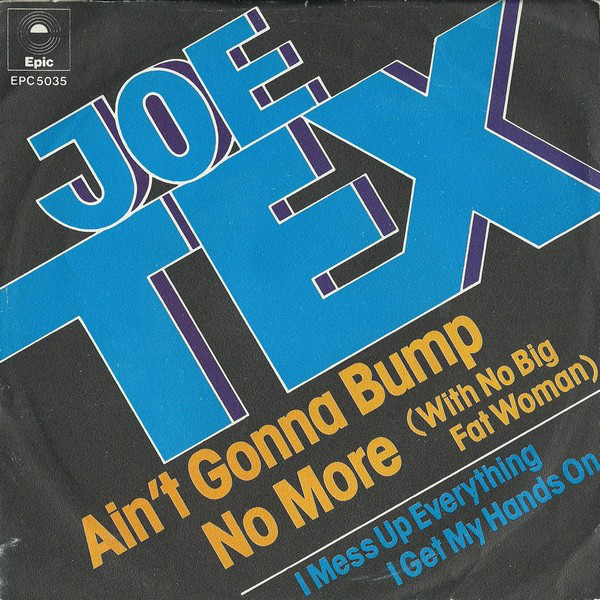 Epic
EPC 5035
JOE
TEX
Ain't Gonna Bump
No More (With No Big
Fat Woman)
I Mess Up Everything
I Get My Hands On